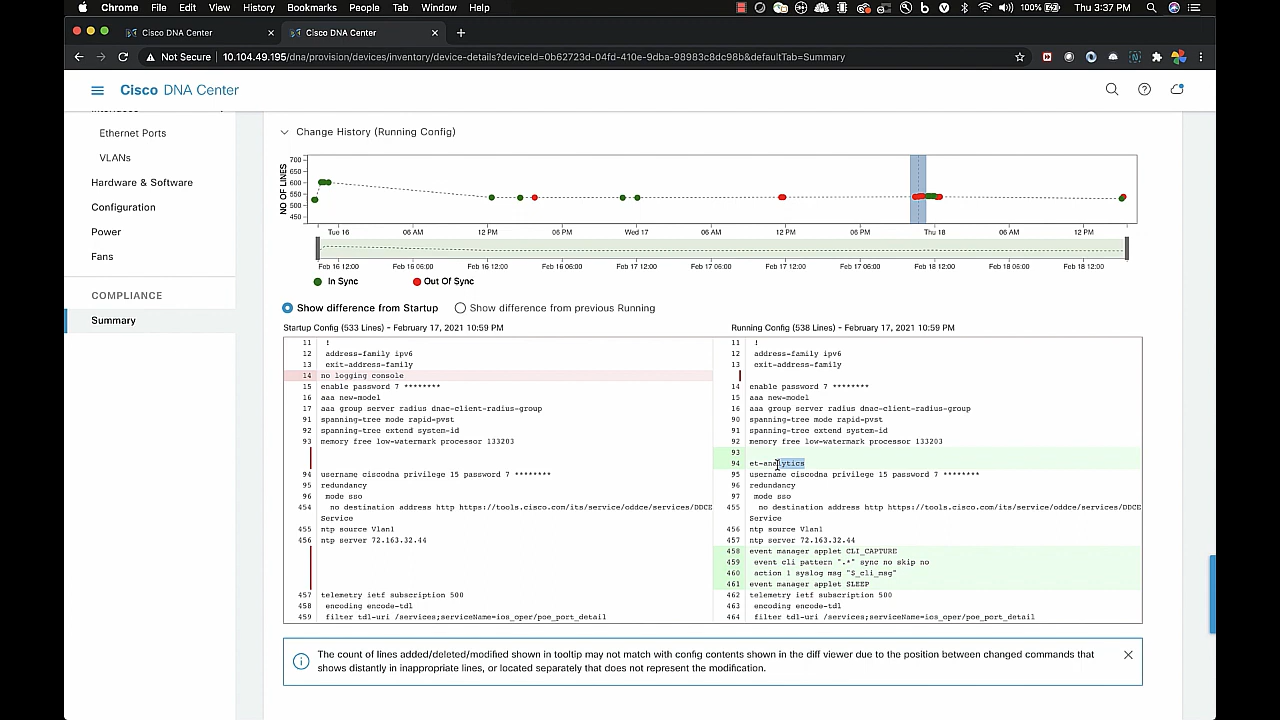 Chrome File Edit View History Bookmarks People Tab Window Help 100% Thu 3:37 PM
Cisco DNA Center × Cisco DNA Center × +
Not Secure 10.104.49.195/dna/provision/devices/inventory/device-details?deviceId=0b62723d-04fd-410e-9dba-98983c8dc98b&defaultTab=Summary
Cisco DNA Center
Ethernet Ports
VLANs
Hardware & Software
Configuration
Power
Fans
COMPLIANCE
Summary
Change History (Running Config)
NO OF LINES
700
650
600
550
500
450
Tue 16 06 AM 12 PM 06 PM Wed 17 06 AM 12 PM 06 PM Thu 18 06 AM 12 PM
Feb 16 12:00 Feb 16 06:00 Feb 16 12:00 Feb 16 06:00 Feb 17 12:00 Feb 17 06:00 Feb 17 12:00 Feb 17 06:00 Feb 18 12:00 Feb 18 06:00 Feb 18 12:00
In Sync Out Of Sync
Show difference from Startup Show difference from previous Running
Startup Config (533 Lines) - February 17, 2021 10:59 PM
11 !
12 address-family ipv6
13 exit-address-family
14 no logging console
15 enable password 7 ********
16 aaa new-model
17 aaa group server radius dnac-client-radius-group
91 spanning-tree mode rapid-pvst
92 spanning-tree extend system-id
93 memory free low-watermark processor 133203
94 username ciscodna privilege 15 password 7 ********
95 redundancy
96 mode sso
454 no destination address http https://tools.cisco.com/its/service/oddce/services/DDCE
Service
455 ntp source Vlan1
456 ntp server 72.163.32.44
457 telemetry ietf subscription 500
458 encoding encode-tdl
459 filter tdl-uri /services;serviceName=ios_oper/poe_port_detail
Running Config (538 Lines) - February 17, 2021 10:59 PM
11 !
12 address-family ipv6
13 exit-address-family
14 enable password 7 ********
15 aaa new-model
16 aaa group server radius dnac-client-radius-group
90 spanning-tree mode rapid-pvst
91 spanning-tree extend system-id
92 memory free low-watermark processor 133203
93
94 et-analytics
95 username ciscodna privilege 15 password 7 ********
96 redundancy
97 mode sso
455 no destination address http https://tools.cisco.com/its/service/oddce/services/DDCE
Service
456 ntp source Vlan1
457 ntp server 72.163.32.44
458 event manager applet CLI_CAPTURE
459 event cli pattern ".*" sync no skip no
460 action 1 syslog msg "$_cli_msg"
461 event manager applet SLEEP
462 telemetry ietf subscription 500
463 encoding encode-tdl
464 filter tdl-uri /services;serviceName=ios_oper/poe_port_detail
The count of lines added/deleted/modified shown in tooltip may not match with config contents shown in the diff viewer due to the position between changed commands that
shows distantly in inappropriate lines, or located separately that does not represent the modification.